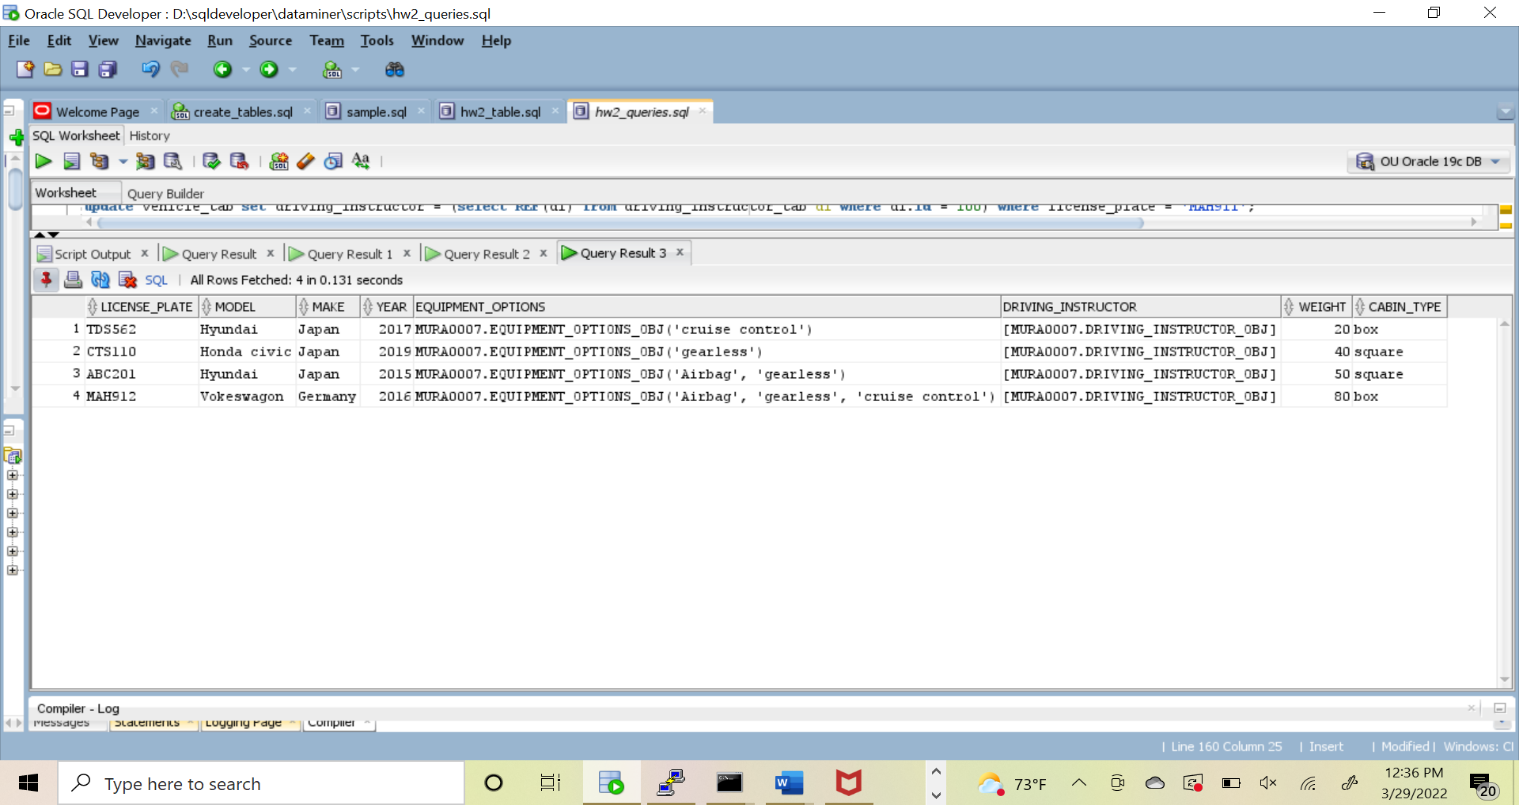 Oracle SQL Developer : D:\sqldeveloper\dataminer\scripts\hw2_queries.sql
File Edit View Navigate Run Source Team Tools Window Help
Welcome Page create_tables.sql sample.sql hw2_table.sql hw2_queries.sql
SQL Worksheet History
OU Oracle 19c DB
Worksheet Query Builder
update vehicle_tab set driving_instructor = (select REF(di) from driving_instructor_tab di where di.id = 100) where license_plate = 'MAH911';
Script Output Query Result Query Result 1 Query Result 2 Query Result 3
SQL All Rows Fetched: 4 in 0.131 seconds
LICENSE_PLATE MODEL MAKE YEAR EQUIPMENT_OPTIONS DRIVING_INSTRUCTOR WEIGHT CABIN_TYPE
1 TDS562 Hyundai Japan 2017 MURA0007.EQUIPMENT_OPTIONS_OBJ('cruise control') [MURA0007.DRIVING_INSTRUCTOR_OBJ] 20 box
2 CTS110 Honda civic Japan 2019 MURA0007.EQUIPMENT_OPTIONS_OBJ('gearless') [MURA0007.DRIVING_INSTRUCTOR_OBJ] 40 square
3 ABC201 Hyundai Japan 2015 MURA0007.EQUIPMENT_OPTIONS_OBJ('Airbag', 'gearless') [MURA0007.DRIVING_INSTRUCTOR_OBJ] 50 square
4 MAH912 Vokeswagon Germany 2016 MURA0007.EQUIPMENT_OPTIONS_OBJ('Airbag', 'gearless', 'cruise control') [MURA0007.DRIVING_INSTRUCTOR_OBJ] 80 box
Compiler - Log
Messages Statements Logging Page Compiler
Line 160 Column 25 | Insert | Modified | Windows: CI
Type here to search
73°F
12:36 PM
3/29/2022
20